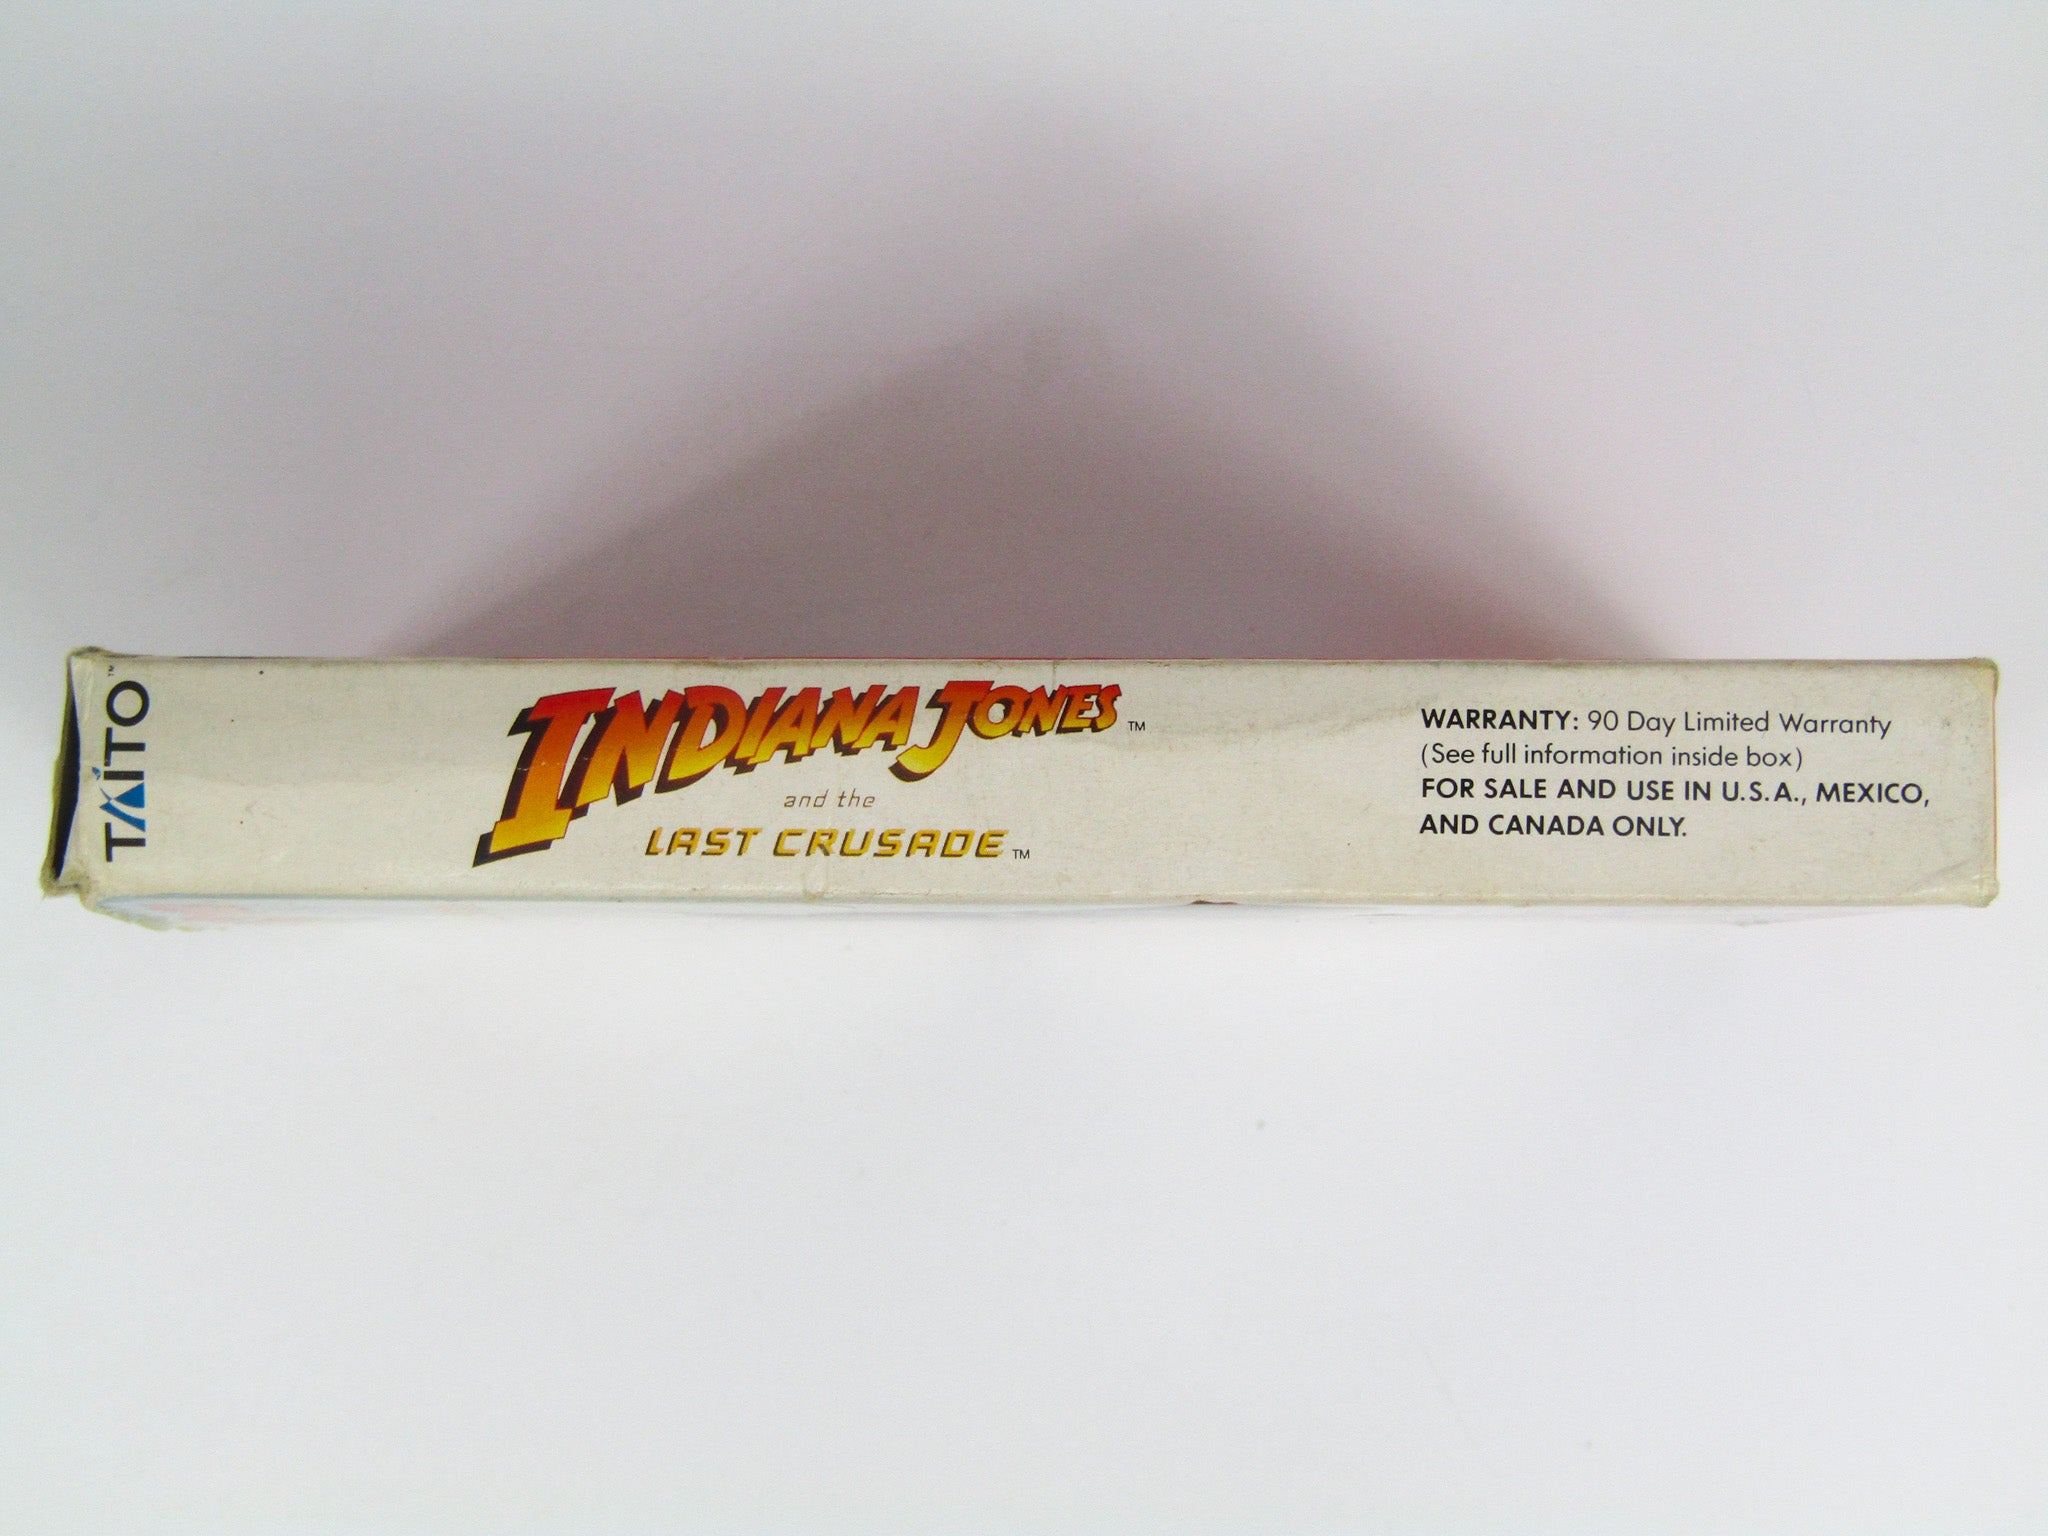 TAITO™
INDIANA JONES™
and the
LAST CRUSADE™
WARRANTY: 90 Day Limited Warranty
(See full information inside box)
FOR SALE AND USE IN U.S.A., MEXICO,
AND CANADA ONLY.